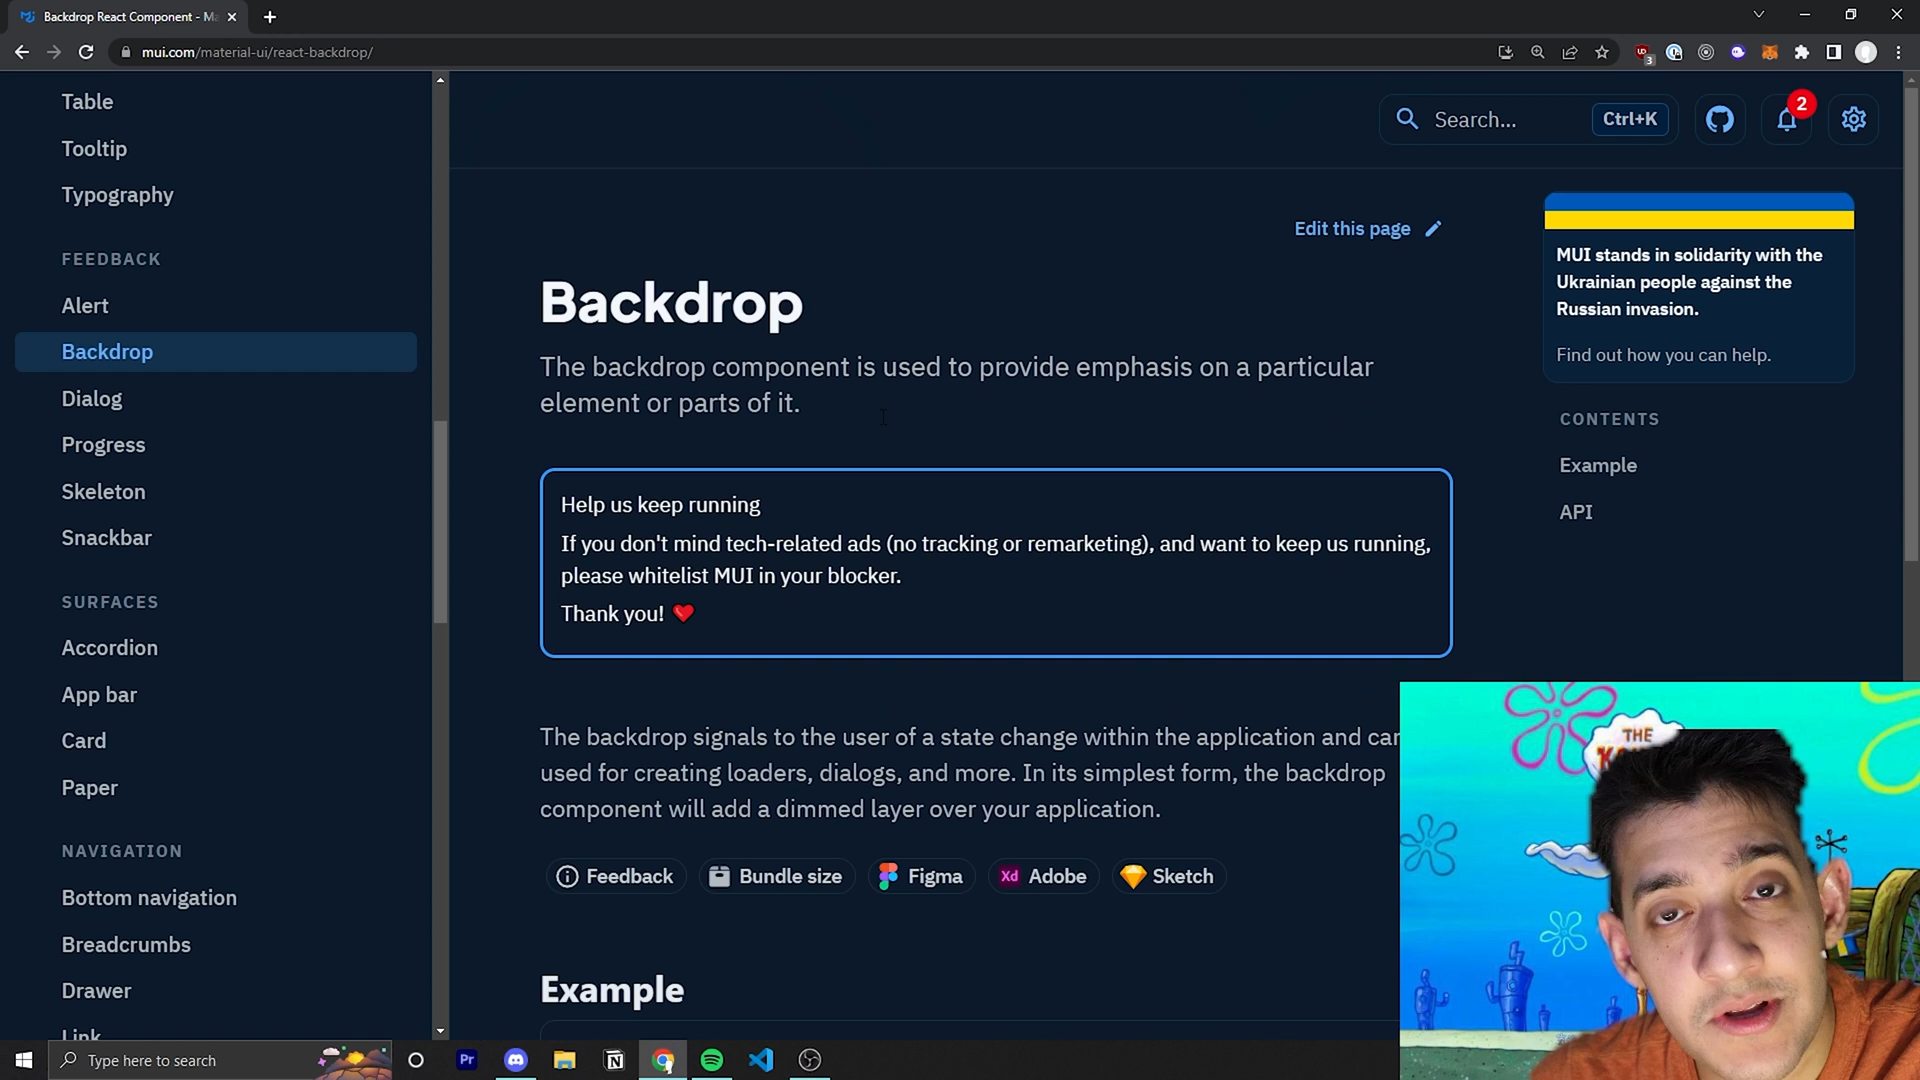 Backdrop React Component - Ma
mui.com/material-ui/react-backdrop/
3
Table
Tooltip
Typography
FEEDBACK
Alert
Backdrop
Dialog
Progress
Skeleton
Snackbar
SURFACES
Accordion
App bar
Card
Paper
NAVIGATION
Bottom navigation
Breadcrumbs
Drawer
Link
Search...
Ctrl+K
2
Edit this page
Backdrop
The backdrop component is used to provide emphasis on a particular
element or parts of it.
Help us keep running
If you don't mind tech-related ads (no tracking or remarketing), and want to keep us running,
please whitelist MUI in your blocker.
Thank you! ❤️
The backdrop signals to the user of a state change within the application and can
used for creating loaders, dialogs, and more. In its simplest form, the backdrop
component will add a dimmed layer over your application.
Feedback
Bundle size
Figma
Xd Adobe
Sketch
Example
MUI stands in solidarity with the
Ukrainian people against the
Russian invasion.
Find out how you can help.
CONTENTS
Example
API
THE
Type here to search
Pr